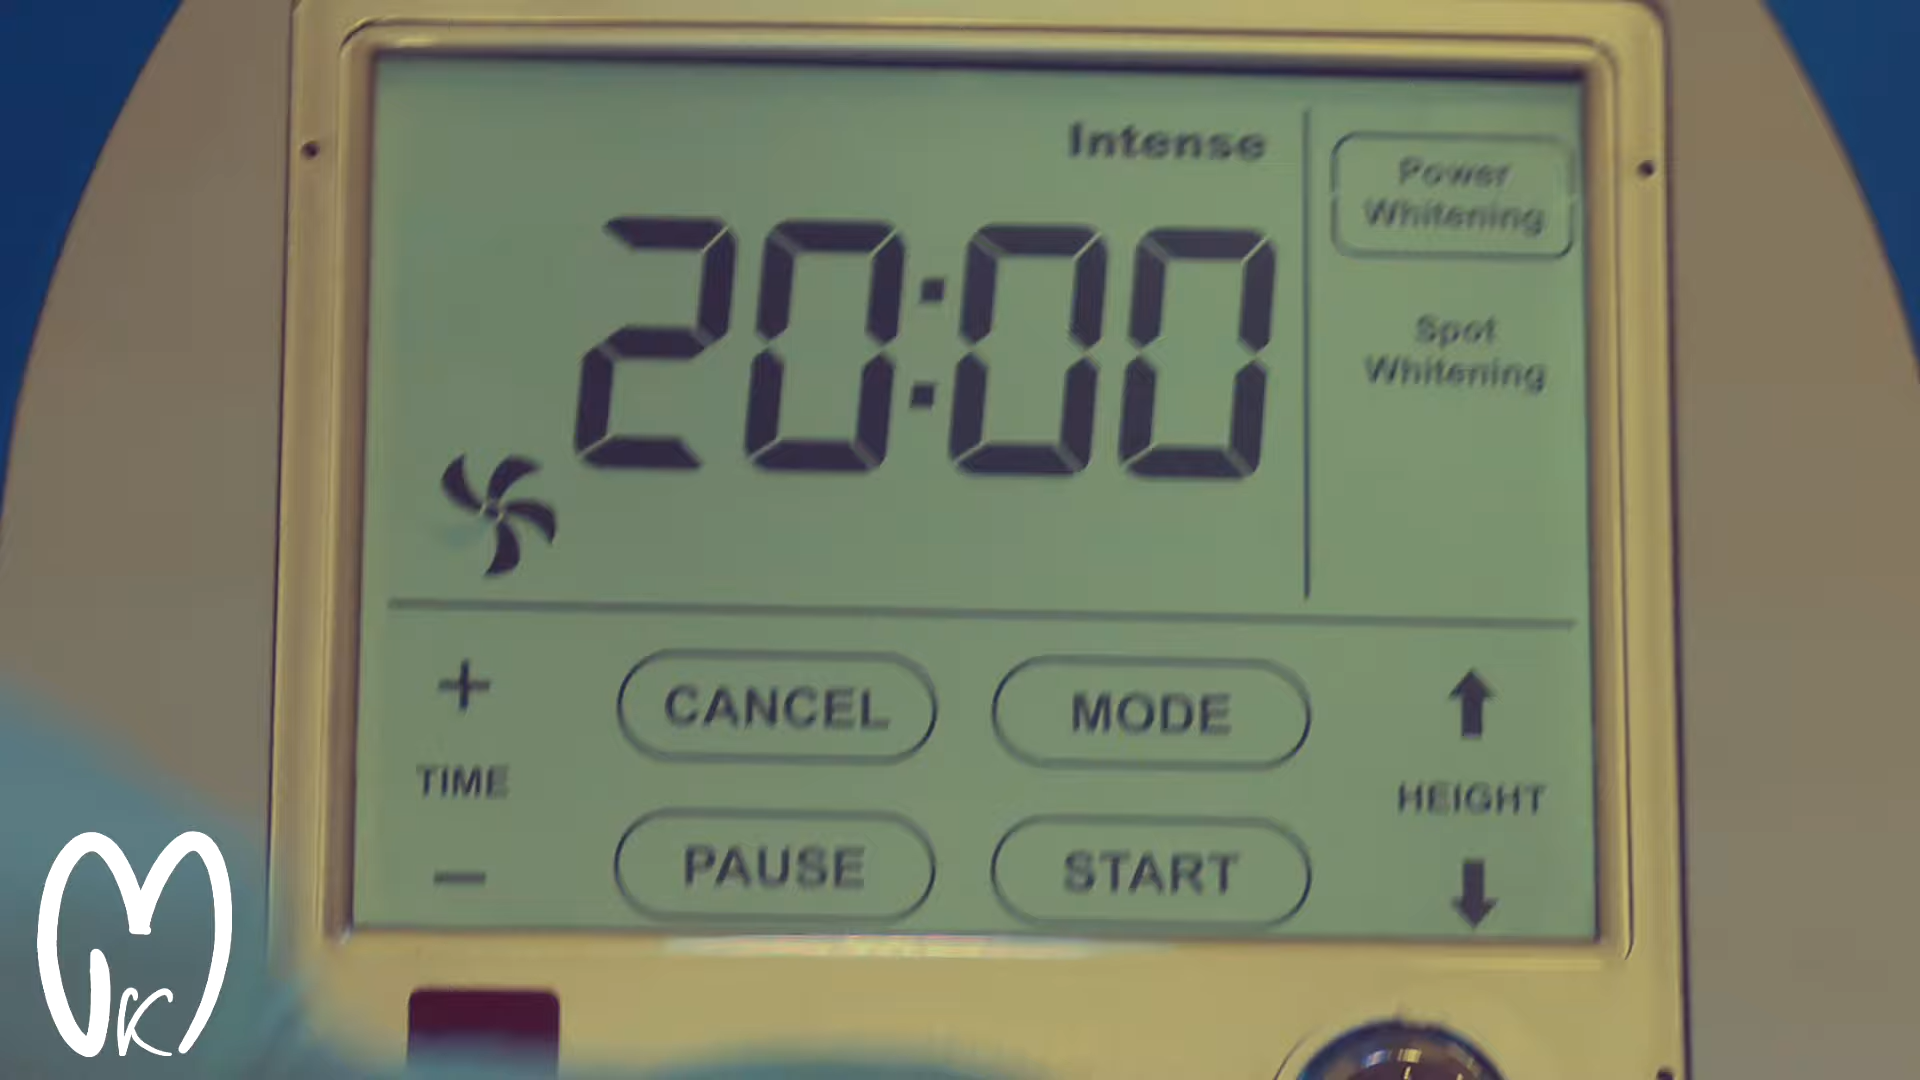 Intense
20:00
Power
Whitening
Spot
Whitening
+
TIME
−
CANCEL
MODE
PAUSE
START
HEIGHT
K